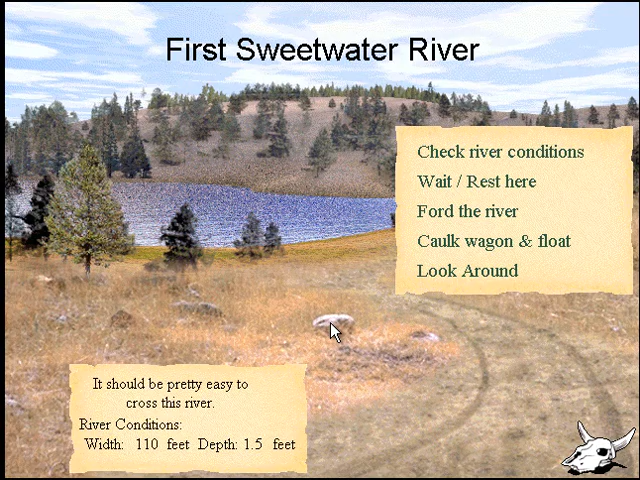 First Sweetwater River
Check river conditions
Wait / Rest here
Ford the river
Caulk wagon & float
Look Around
It should be pretty easy to
cross this river.
River Conditions:
Width: 110 feet Depth: 1.5 feet